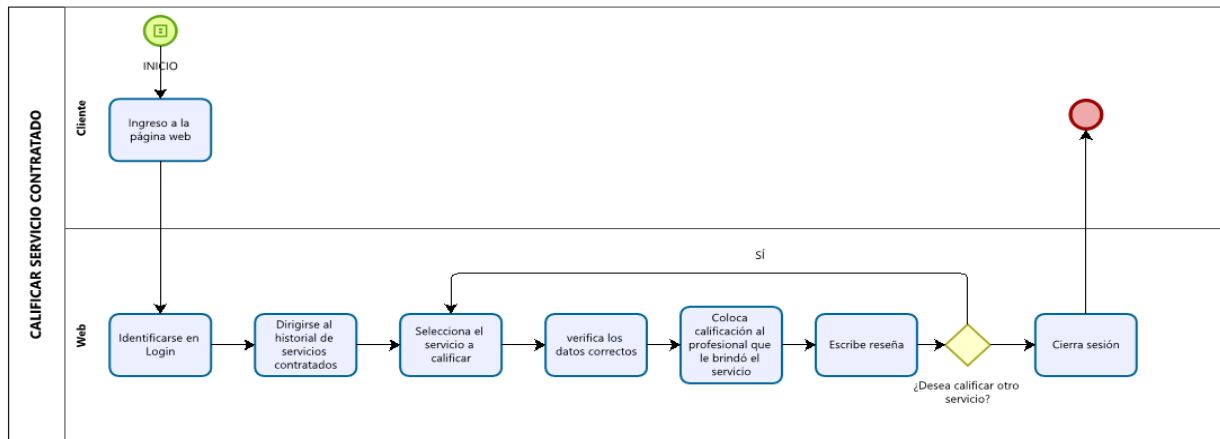 CALIFICAR SERVICIO CONTRATADO
Cliente
INICIO
Ingreso a la
página web
Web
Identificarse en
Login
Dirigirse al
historial de
servicios
contratados
Selecciona el
servicio a
calificar
verifica los
datos correctos
Coloca
calificación al
profesional que
le brindó el
servicio
Escribe reseña
SÍ
¿Desea calificar otro
servicio?
Cierra sesión